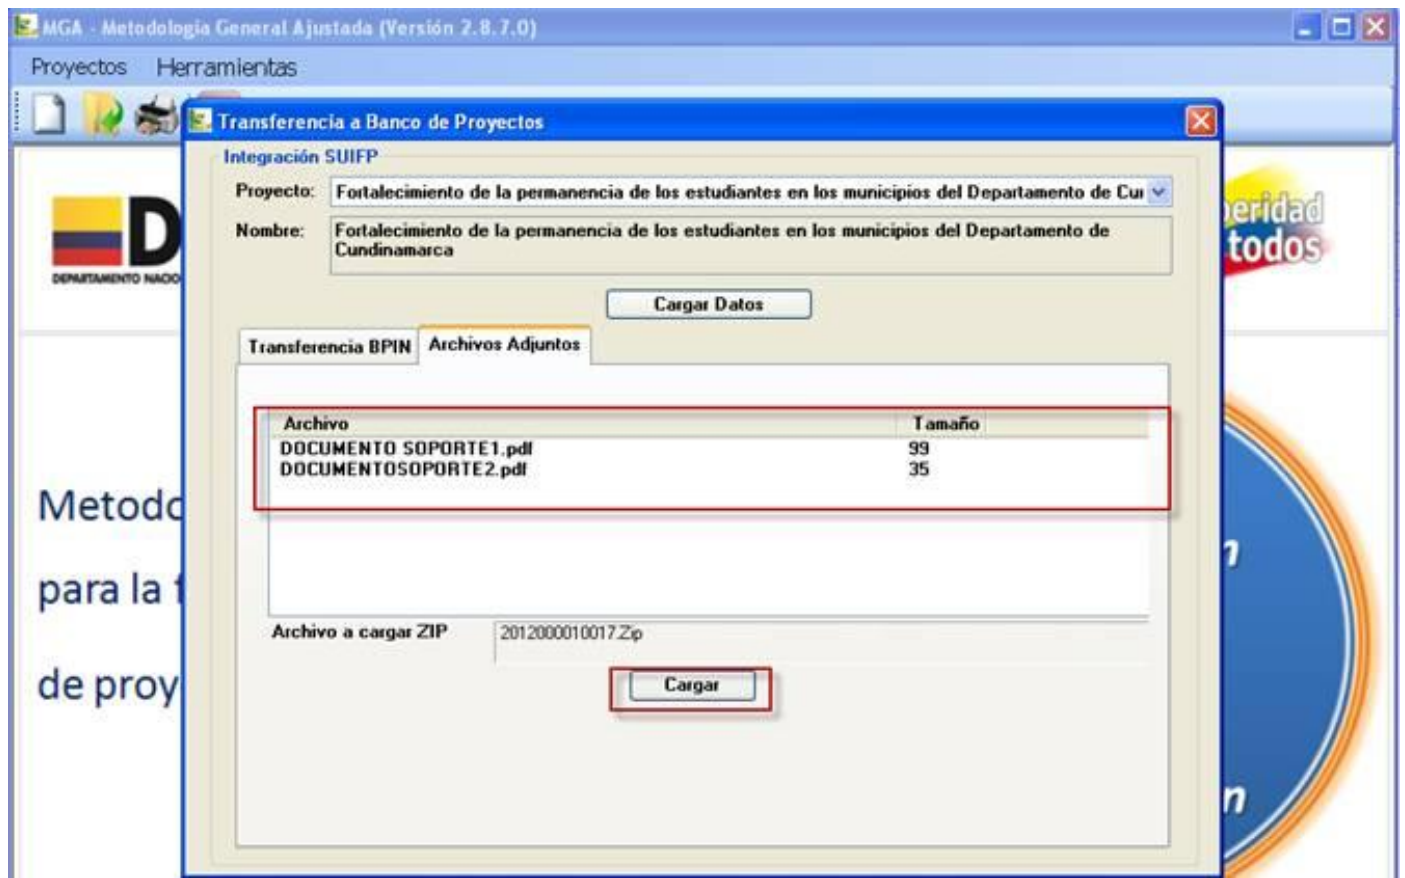 MGA - Metodología General Ajustada (Versión 2.8.7.0)
Proyectos Herramientas
Transferencia a Banco de Proyectos
Integración SUIFP
Proyecto: Fortalecimiento de la permanencia de los estudiantes en los municipios del Departamento de Cu
Nombre: Fortalecimiento de la permanencia de los estudiantes en los municipios del Departamento de
Cundinamarca
D
DEPARTAMENTO NACIO
eridad
todos
Cargar Datos
Transferencia BPIN Archivos Adjuntos
Archivo Tamaño
DOCUMENTO SOPORTE1.pdf 99
DOCUMENTOSOPORTE2.pdf 35
Metodo
para la f
de proy
Archivo a cargar ZIP 2012000010017.Zip
Cargar
n
n